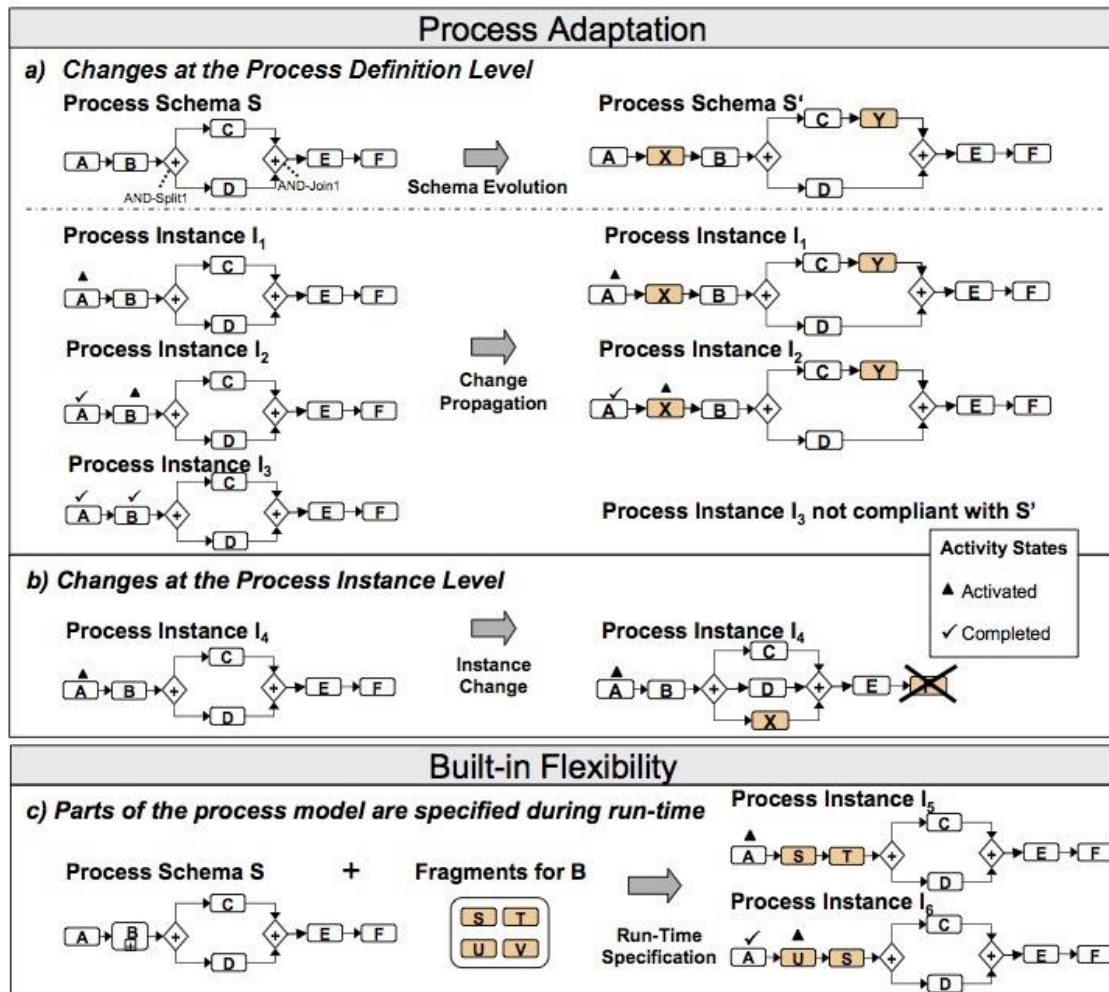 Process Adaptation
a) Changes at the Process Definition Level
Process Schema S
A B + C D + E F
AND-Split1
AND-Join1
Schema Evolution
Process Schema S'
A X B + C Y D + E F
Process Instance I1
A B + C D + E F
Process Instance I1
A X B + C Y D + E F
Process Instance I2
A B + C D + E F
Change
Propagation
Process Instance I2
A X B + C Y D + E F
Process Instance I3
A B + C D + E F
Process Instance I3 not compliant with S'
Activity States
Activated
Completed
b) Changes at the Process Instance Level
Process Instance I4
A B + C D + E F
Instance
Change
Process Instance I4
A B + C D X + E
Built-in Flexibility
c) Parts of the process model are specified during run-time
Process Schema S
A B + + C D + E F
+
Fragments for B
S T
U V
Run-Time
Specification
Process Instance I5
A S T + C D + E F
Process Instance I6
A U S + C D + E F